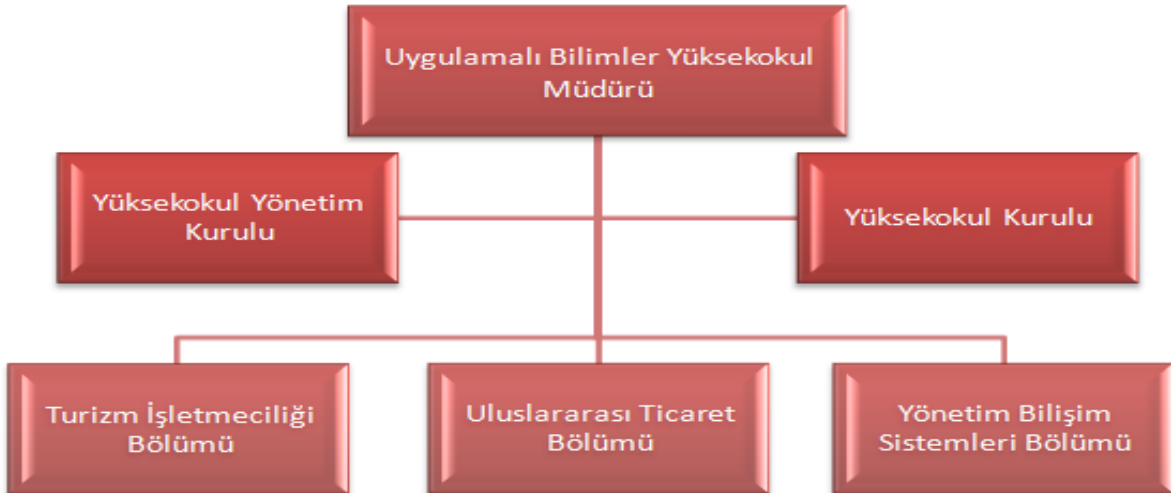 Uygulamalı Bilimler Yüksekokul
Müdürü
Yüksekokul Yönetim
Kurulu
Yüksekokul Kurulu
Turizm İşletmeciliği
Bölümü
Uluslararası Ticaret
Bölümü
Yönetim Bilişim
Sistemleri Bölümü